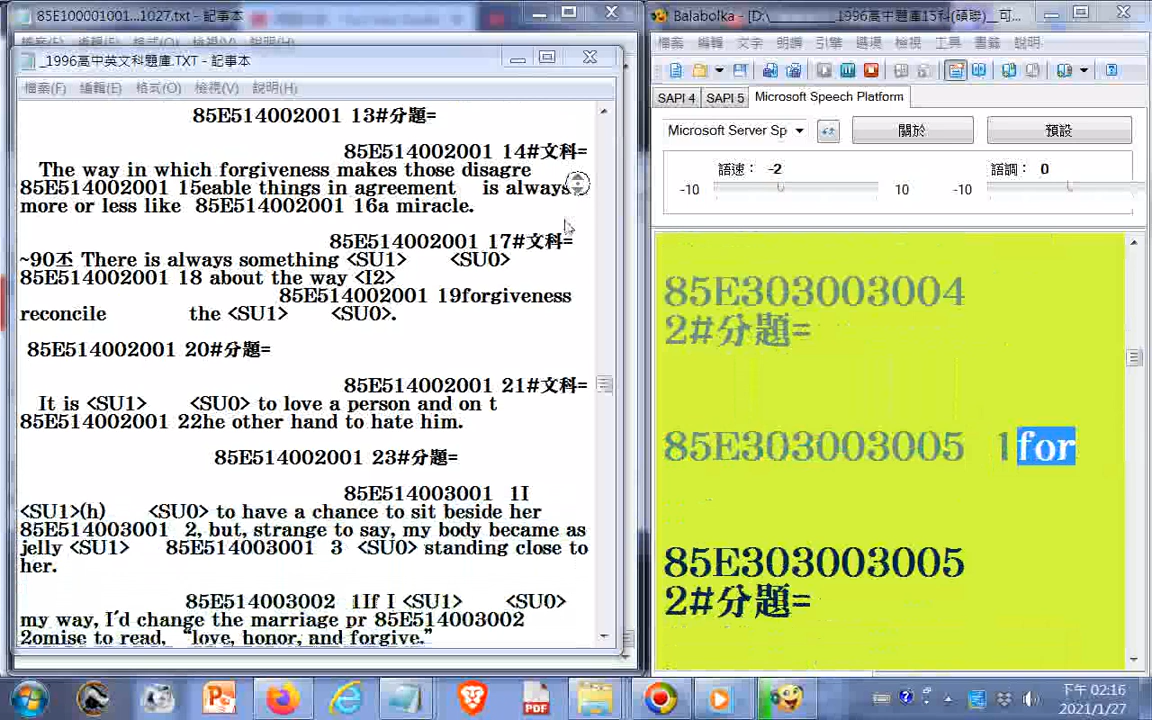 85E100001001...1027.txt - 記事本
_1996高中英文科題庫.TXT - 記事本
檔案(F) 編輯(E) 格式(O) 檢視(V) 說明(H)
85E514002001 13#分題=
85E514002001 14#文科=
The way in which forgiveness makes those disagre
85E514002001 15eable things in agreement is always
more or less like 85E514002001 16a miracle.
85E514002001 17#文科=
~90丕 There is always something <SU1> <SU0>
85E514002001 18 about the way <I2>
85E514002001 19forgiveness
reconcile the <SU1> <SU0>.
85E514002001 20#分題=
85E514002001 21#文科=
It is <SU1> <SU0> to love a person and on t
85E514002001 22he other hand to hate him.
85E514002001 23#分題=
85E514003001 1I
<SU1>(h) <SU0> to have a chance to sit beside her
85E514003001 2, but, strange to say, my body became as
jelly <SU1> 85E514003001 3 <SU0> standing close to
her.
85E514003002 1If I <SU1> <SU0>
my way, I'd change the marriage pr 85E514003002
2omise to read, “love, honor, and forgive.”
Balabolka - [D:\________1996高中題庫15科(碩聯)__可...
檔案 編輯 文字 朗讀 引擎 選項 檢視 工具 書籤 說明
SAPI 4 SAPI 5 Microsoft Speech Platform
Microsoft Server Sp 關於 預設
語速: -2 語調: 0
-10 10 -10
85E303003004
2#分題=
85E303003005 1for
85E303003005
2#分題=
PDF
下午 02:16
2021/1/27